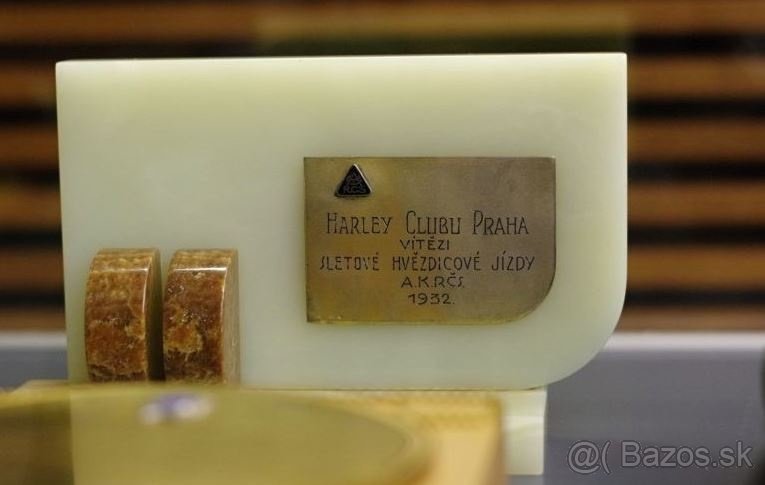 HARLEY CLUBU PRAHA
VÍTĚZI
SLETOVÉ HVĚZDICOVÉ JÍZDY
A.K.RČS.
1932.
@( Bazos.sk